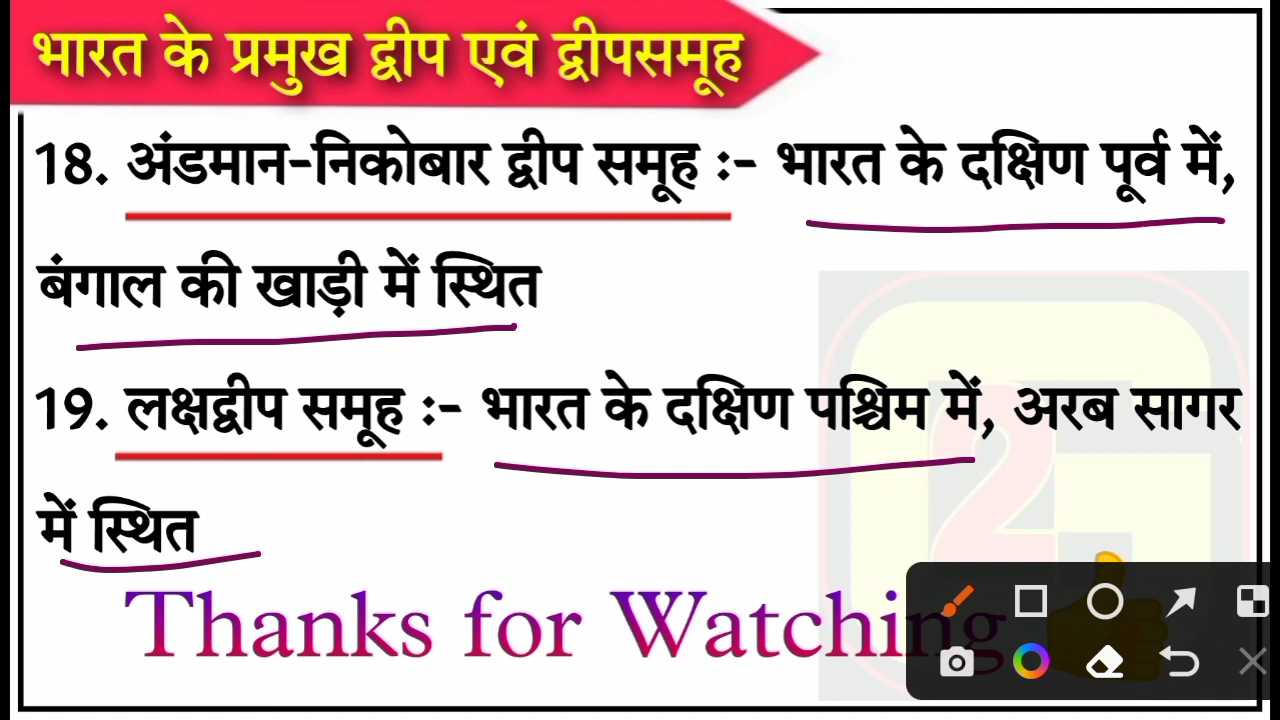 भारत के प्रमुख द्वीप एवं द्वीपसमूह
18. अंडमान-निकोबार द्वीप समूह :- भारत के दक्षिण पूर्व में,
बंगाल की खाड़ी में स्थित
19. लक्षद्वीप समूह :- भारत के दक्षिण पश्चिम में, अरब सागर
में स्थित
Thanks for Watching